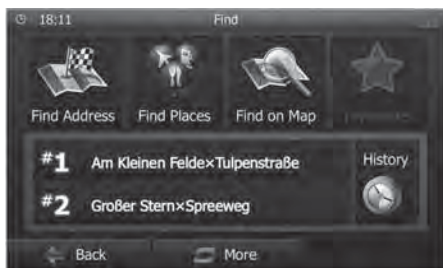 18:11 Find
Find Address Find Places Find on Map
#1 Am Kleinen Felde×Tulpenstraße History
#2 Großer Stern×Spreeweg
Back More